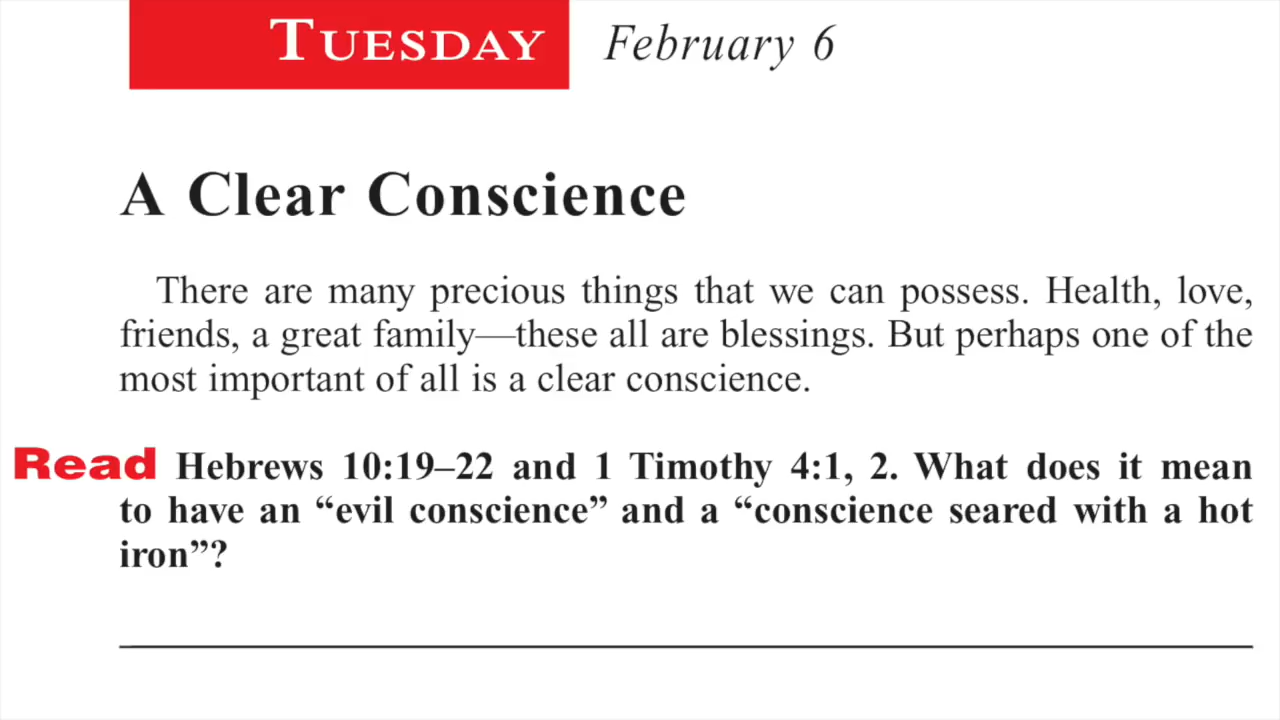 TUESDAY February 6
A Clear Conscience
There are many precious things that we can possess. Health, love,
friends, a great family—these all are blessings. But perhaps one of the
most important of all is a clear conscience.
Read Hebrews 10:19–22 and 1 Timothy 4:1, 2. What does it mean
to have an “evil conscience” and a “conscience seared with a hot
iron”?